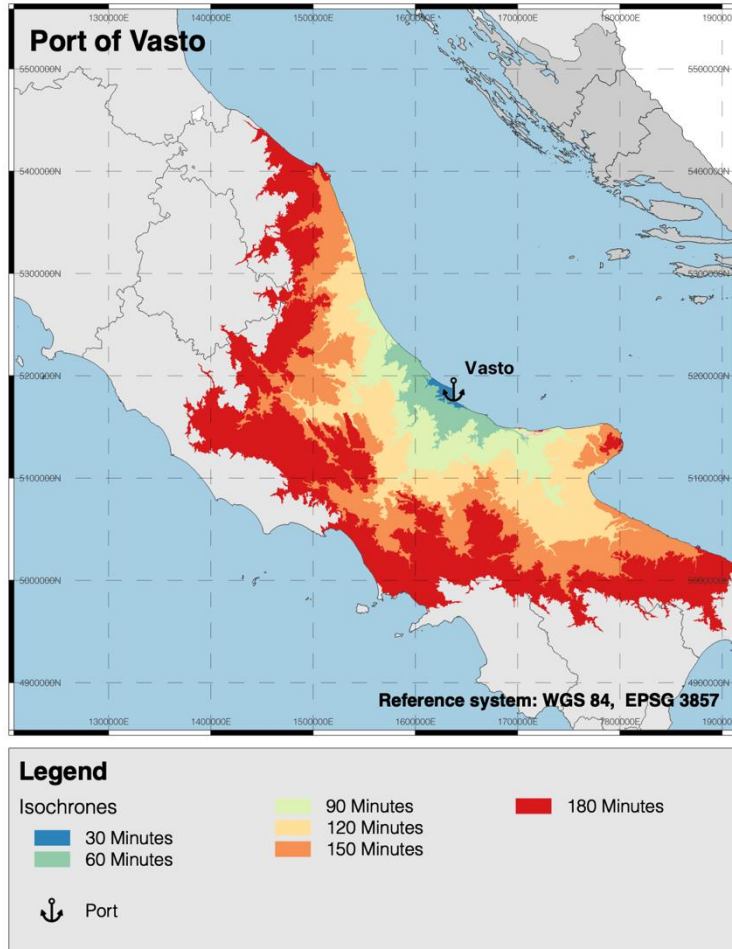 1300000E 1400000E 1500000E 1600000E 1700000E 1800000E 1900000
Port of Vasto
5500000N 5500000N
5400000N 5400000N
5300000N 5300000N
5200000N 5200000N
Vasto
5100000N 5100000N
5000000N 5000000N
4900000N 4900000N
Reference system: WGS 84, EPSG 3857
1300000E 1400000E 1500000E 1600000E 1700000E 1800000E 1900000
Legend
Isochrones
30 Minutes
60 Minutes
90 Minutes
120 Minutes
150 Minutes
180 Minutes
Port